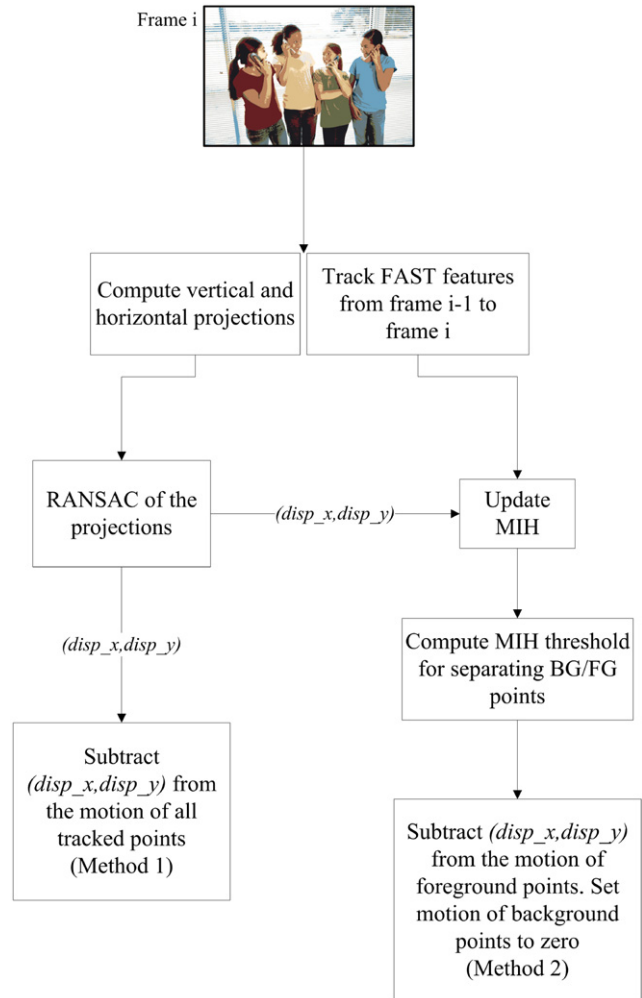 Frame i
Compute vertical and
horizontal projections
Track FAST features
from frame i-1 to
frame i
RANSAC of the
projections
(disp_x,disp_y)
Update
MIH
(disp_x,disp_y)
Compute MIH threshold
for separating BG/FG
points
Subtract
(disp_x,disp_y) from
the motion of all
tracked points
(Method 1)
Subtract (disp_x,disp_y)
from the motion of
foreground points. Set
motion of background
points to zero
(Method 2)